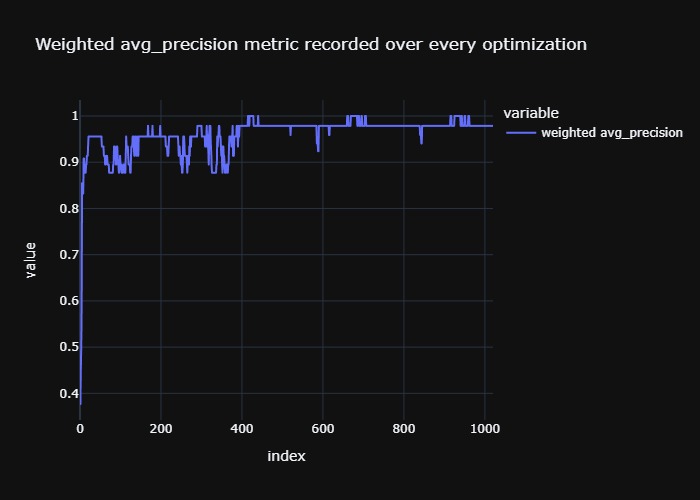 Weighted avg_precision metric recorded over every optimization
variable
weighted avg_precision
value
1
0.9
0.8
0.7
0.6
0.5
0.4
0 200 400 600 800 1000
index